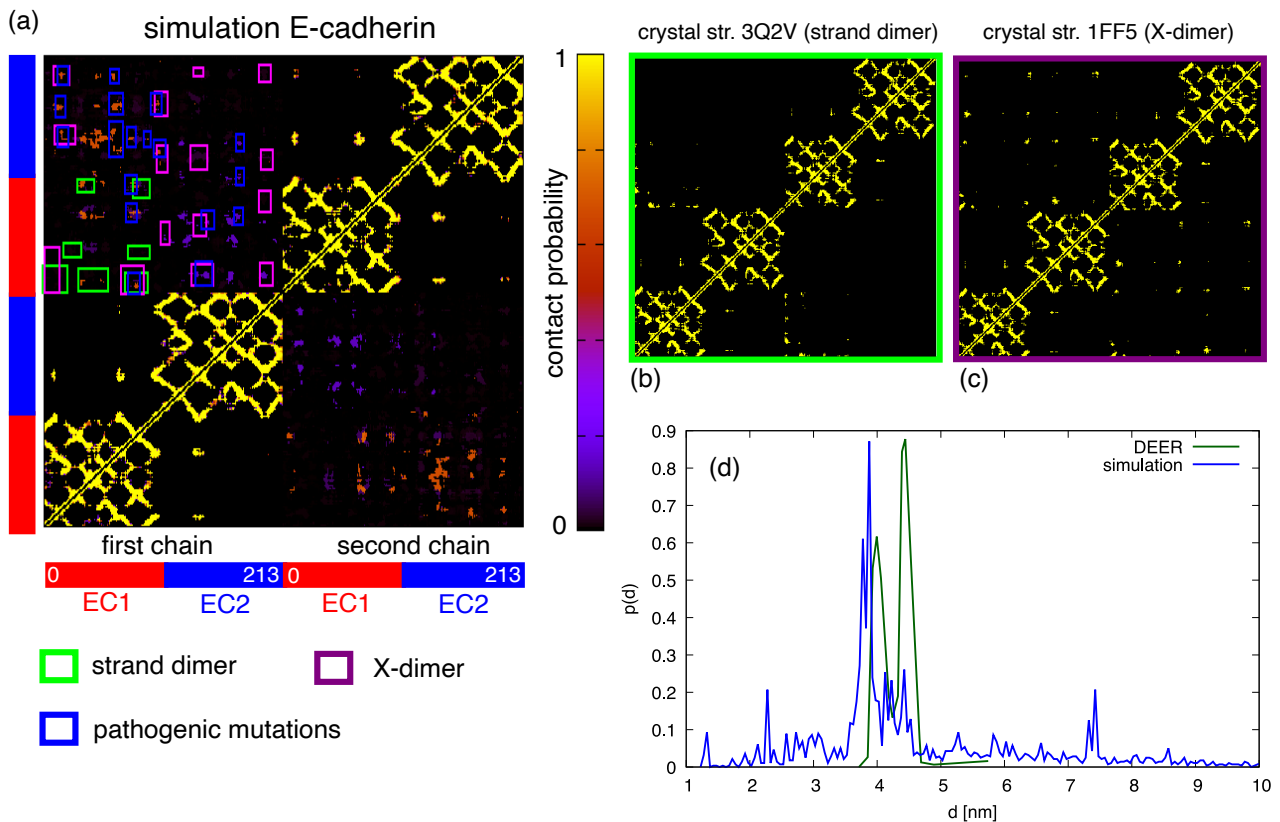 (a)
simulation E-cadherin
1
contact probability
0
first chain
second chain
0
213
0
213
EC1
EC2
EC1
EC2
strand dimer
X-dimer
pathogenic mutations
crystal str. 3Q2V (strand dimer)
crystal str. 1FF5 (X-dimer)
(b)
(c)
(d)
DEER
simulation
p(d)
0.9
0.8
0.7
0.6
0.5
0.4
0.3
0.2
0.1
0
1
2
3
4
5
6
7
8
9
10
d [nm]